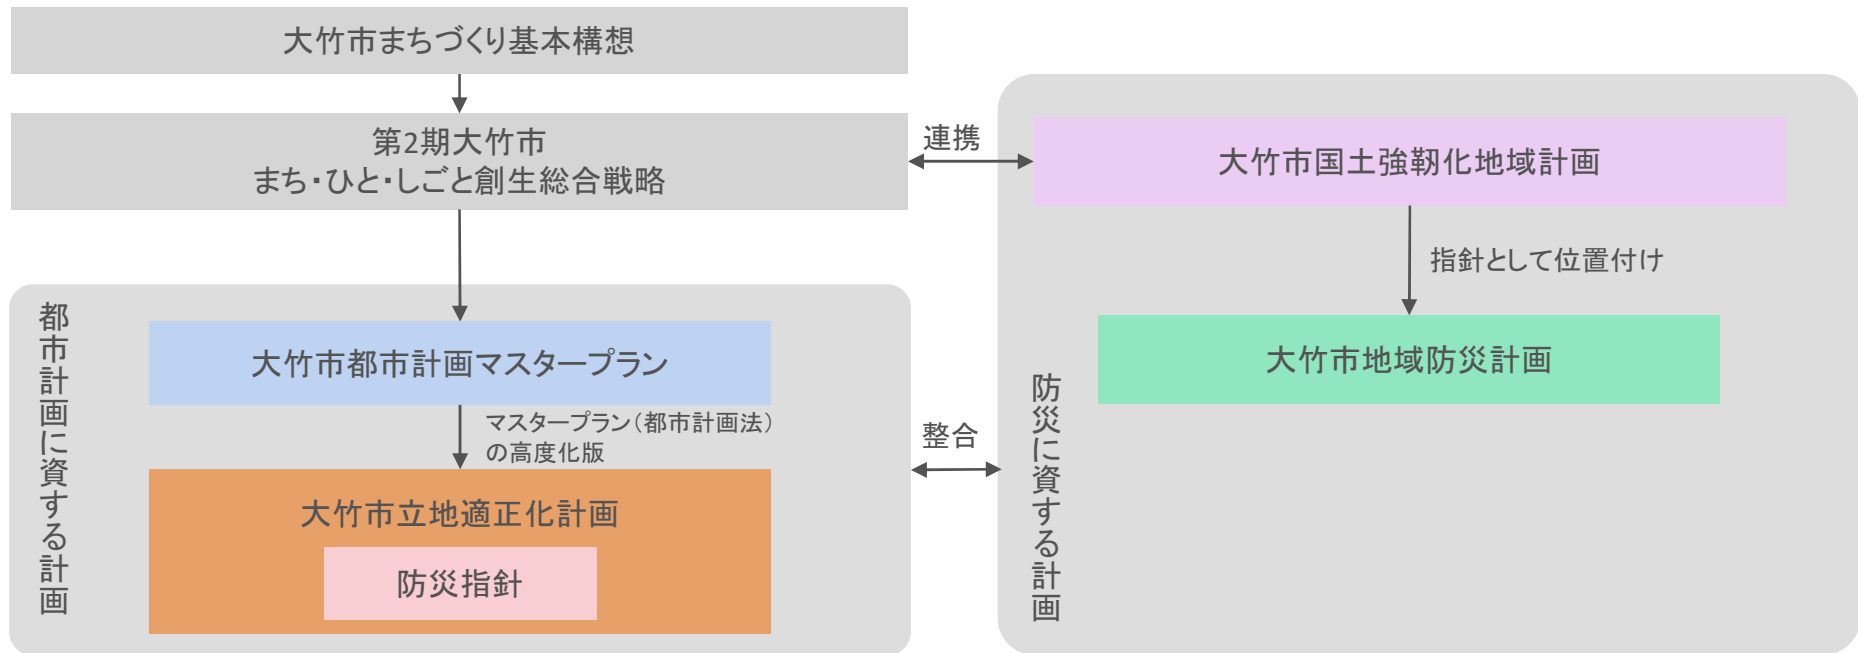 大竹市まちづくり基本構想
第2期大竹市
まち・ひと・しごと創生総合戦略
連携
大竹市国土強靭化地域計画
指針として位置付け
大竹市地域防災計画
防災に資する計画
都市計画に資する計画
大竹市都市計画マスタープラン
マスタープラン(都市計画法)
の高度化版
整合
大竹市立地適正化計画
防災指針